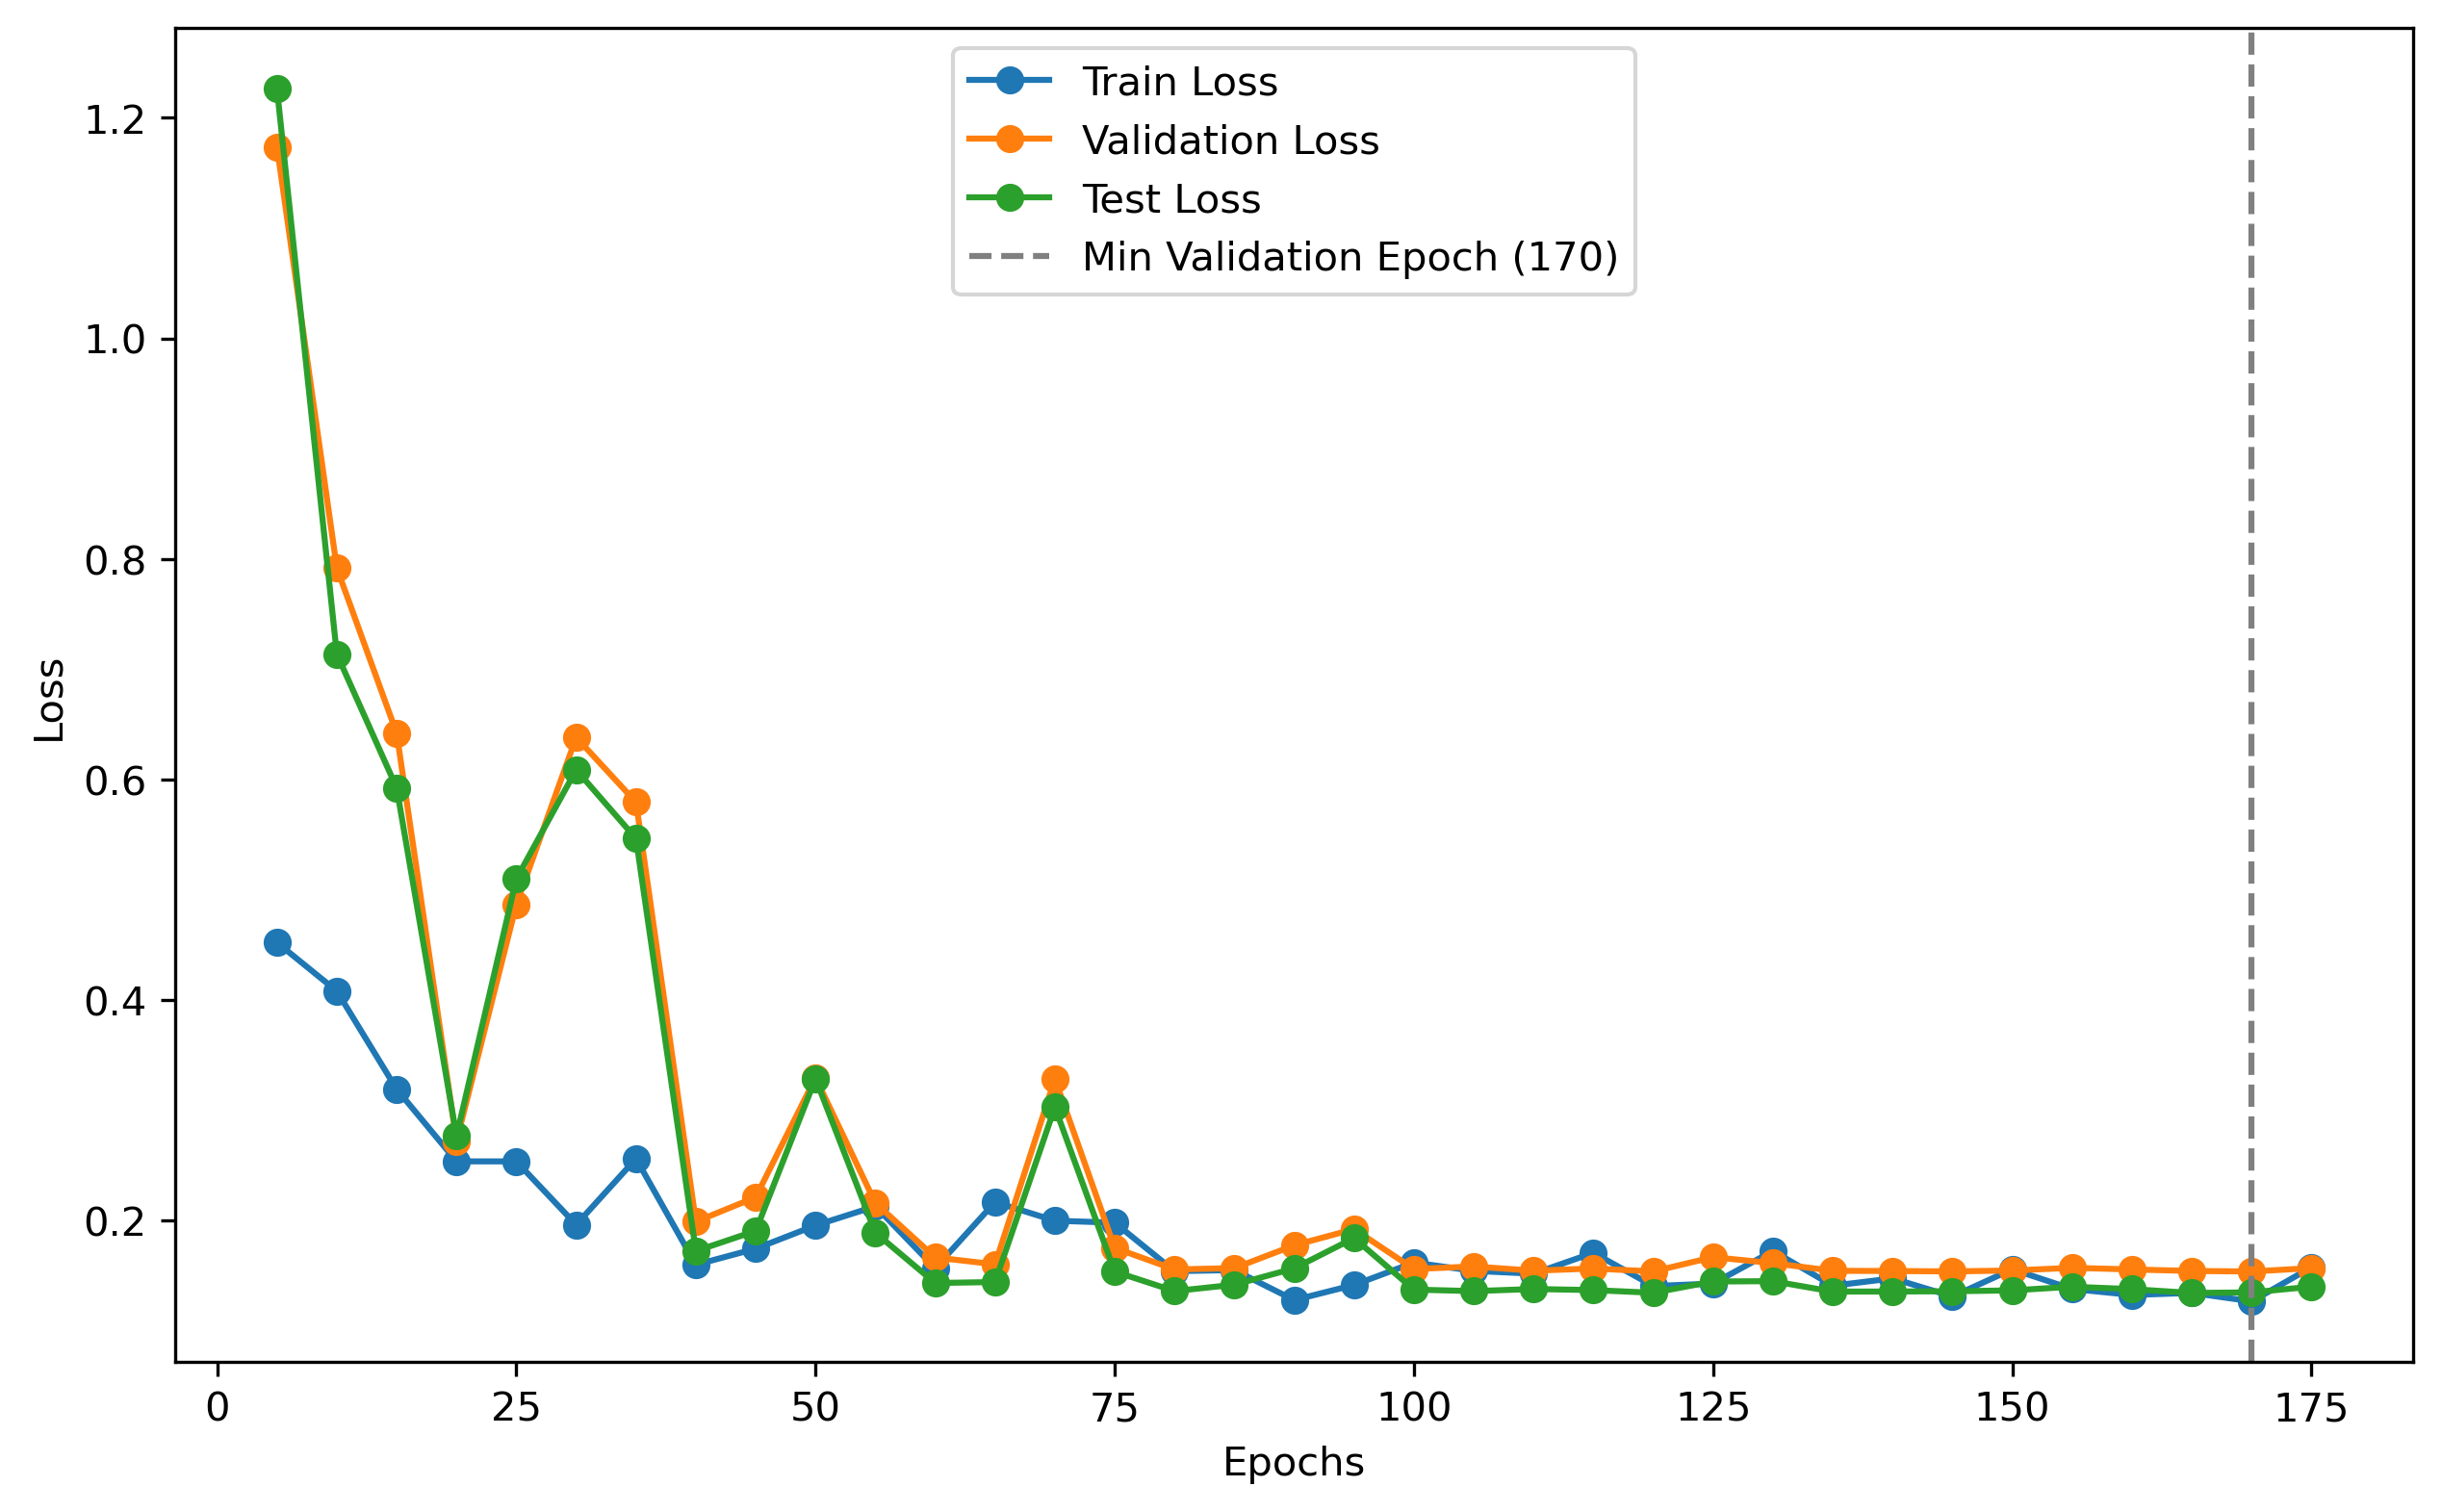 Train Loss
Validation Loss
Test Loss
Min Validation Epoch (170)
1.2
1.0
0.8
0.6
0.4
0.2
Loss
0 25 50 75 100 125 150 175
Epochs